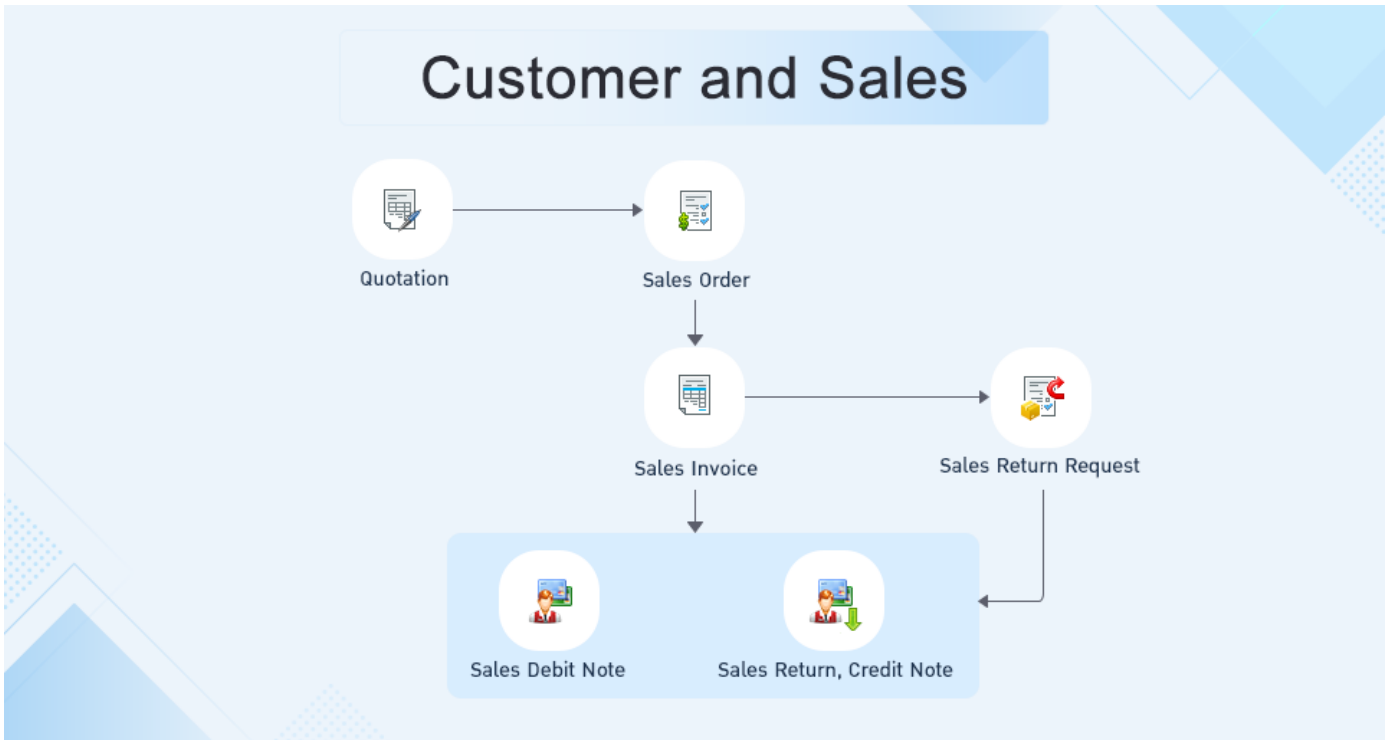 Customer and Sales
Quotation
Sales Order
Sales Invoice
Sales Return Request
Sales Debit Note
Sales Return, Credit Note